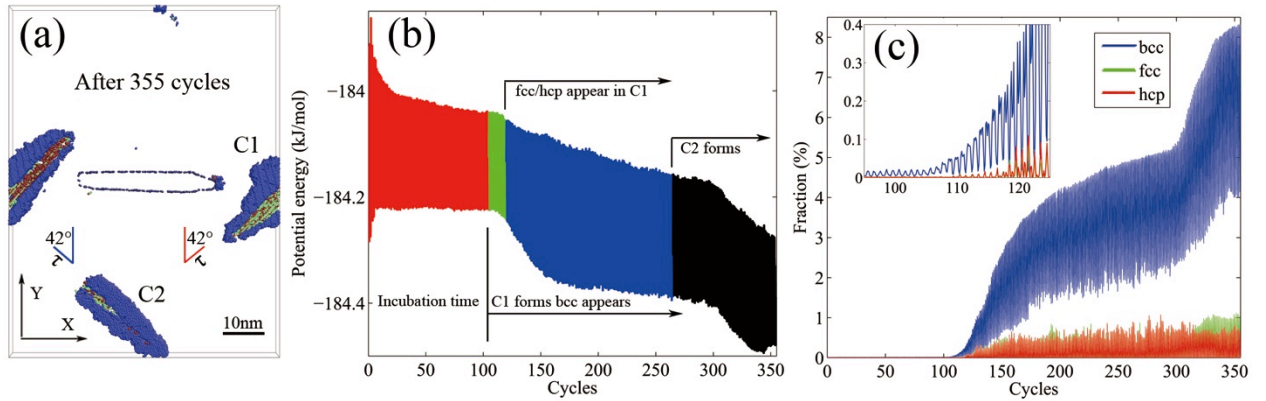 (a)
After 355 cycles
C1
42°
τ
42°
τ
C2
Y
X
10nm
(b)
Potential energy (kJ/mol)
−184
−184.2
−184.4
fcc/hcp appear in C1
C2 forms
Incubation time
C1 forms bcc appears
0
50
100
150
200
250
300
350
Cycles
(c)
Fraction (%)
8
7
6
5
4
3
2
1
0
0.4
0.3
0.2
0.1
0
100
110
120
bcc
fcc
hcp
0
50
100
150
200
250
300
350
Cycles